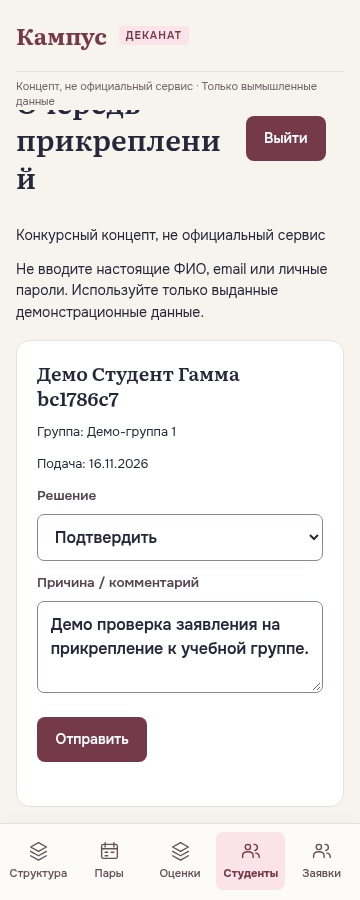 Кампус
ДЕКАНАТ
Концепт, не официальный сервис · Только вымышленные
данные
Очередь
прикреплени
й
Выйти
Конкурсный концепт, не официальный сервис
Не вводите настоящие ФИО, email или личные
пароли. Используйте только выданные
демонстрационные данные.
Демо Студент Гамма
bc1786c7
Группа: Демо-группа 1
Подача: 16.11.2026
Решение
Подтвердить
Причина / комментарий
Демо проверка заявления на
прикрепление к учебной группе.
Отправить
Структура
Пары
Оценки
Студенты
Заявки